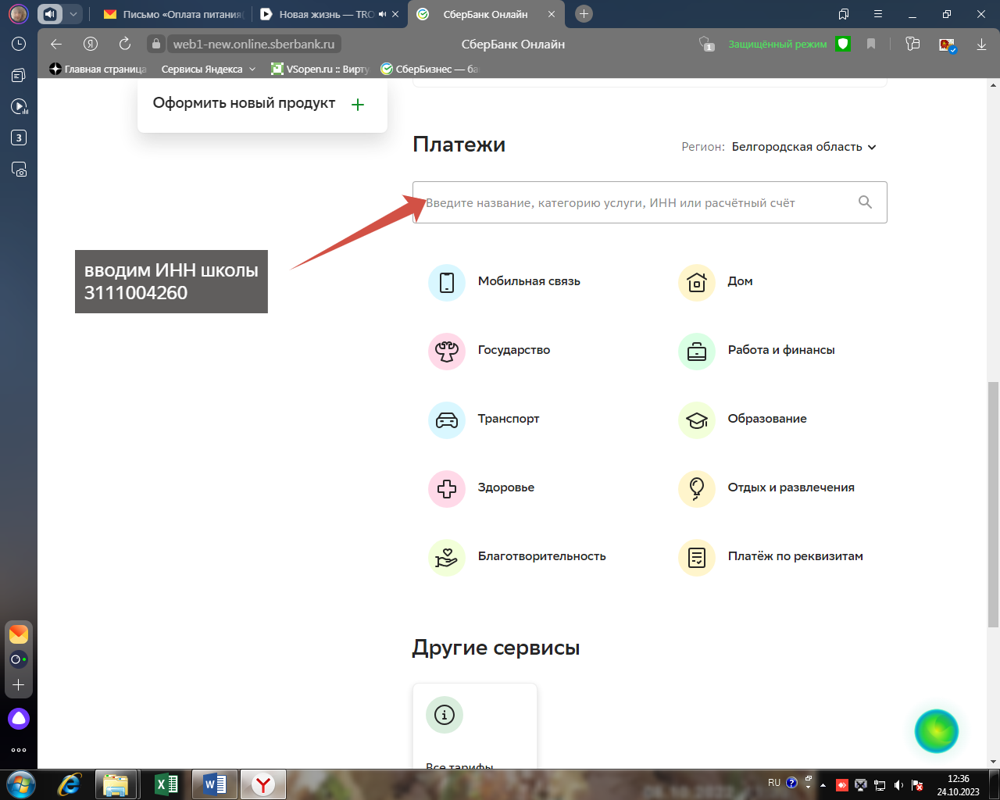 Письмо «Оплата питания(
Новая жизнь — TRO
СберБанк Онлайн
web1-new.online.sberbank.ru
СберБанк Онлайн
1
Защищённый режим
Главная страница
Сервисы Яндекса
VSopen.ru :: Вирту
СберБизнес — ба
3
Оформить новый продукт
Платежи
Регион: Белгородская область
Введите название, категорию услуги, ИНН или расчётный счёт
вводим ИНН школы
3111004260
Мобильная связь
Дом
Государство
Работа и финансы
Транспорт
Образование
Здоровье
Отдых и развлечения
Благотворительность
Платёж по реквизитам
Другие сервисы
Все тарифы
RU
12:36
24.10.2023